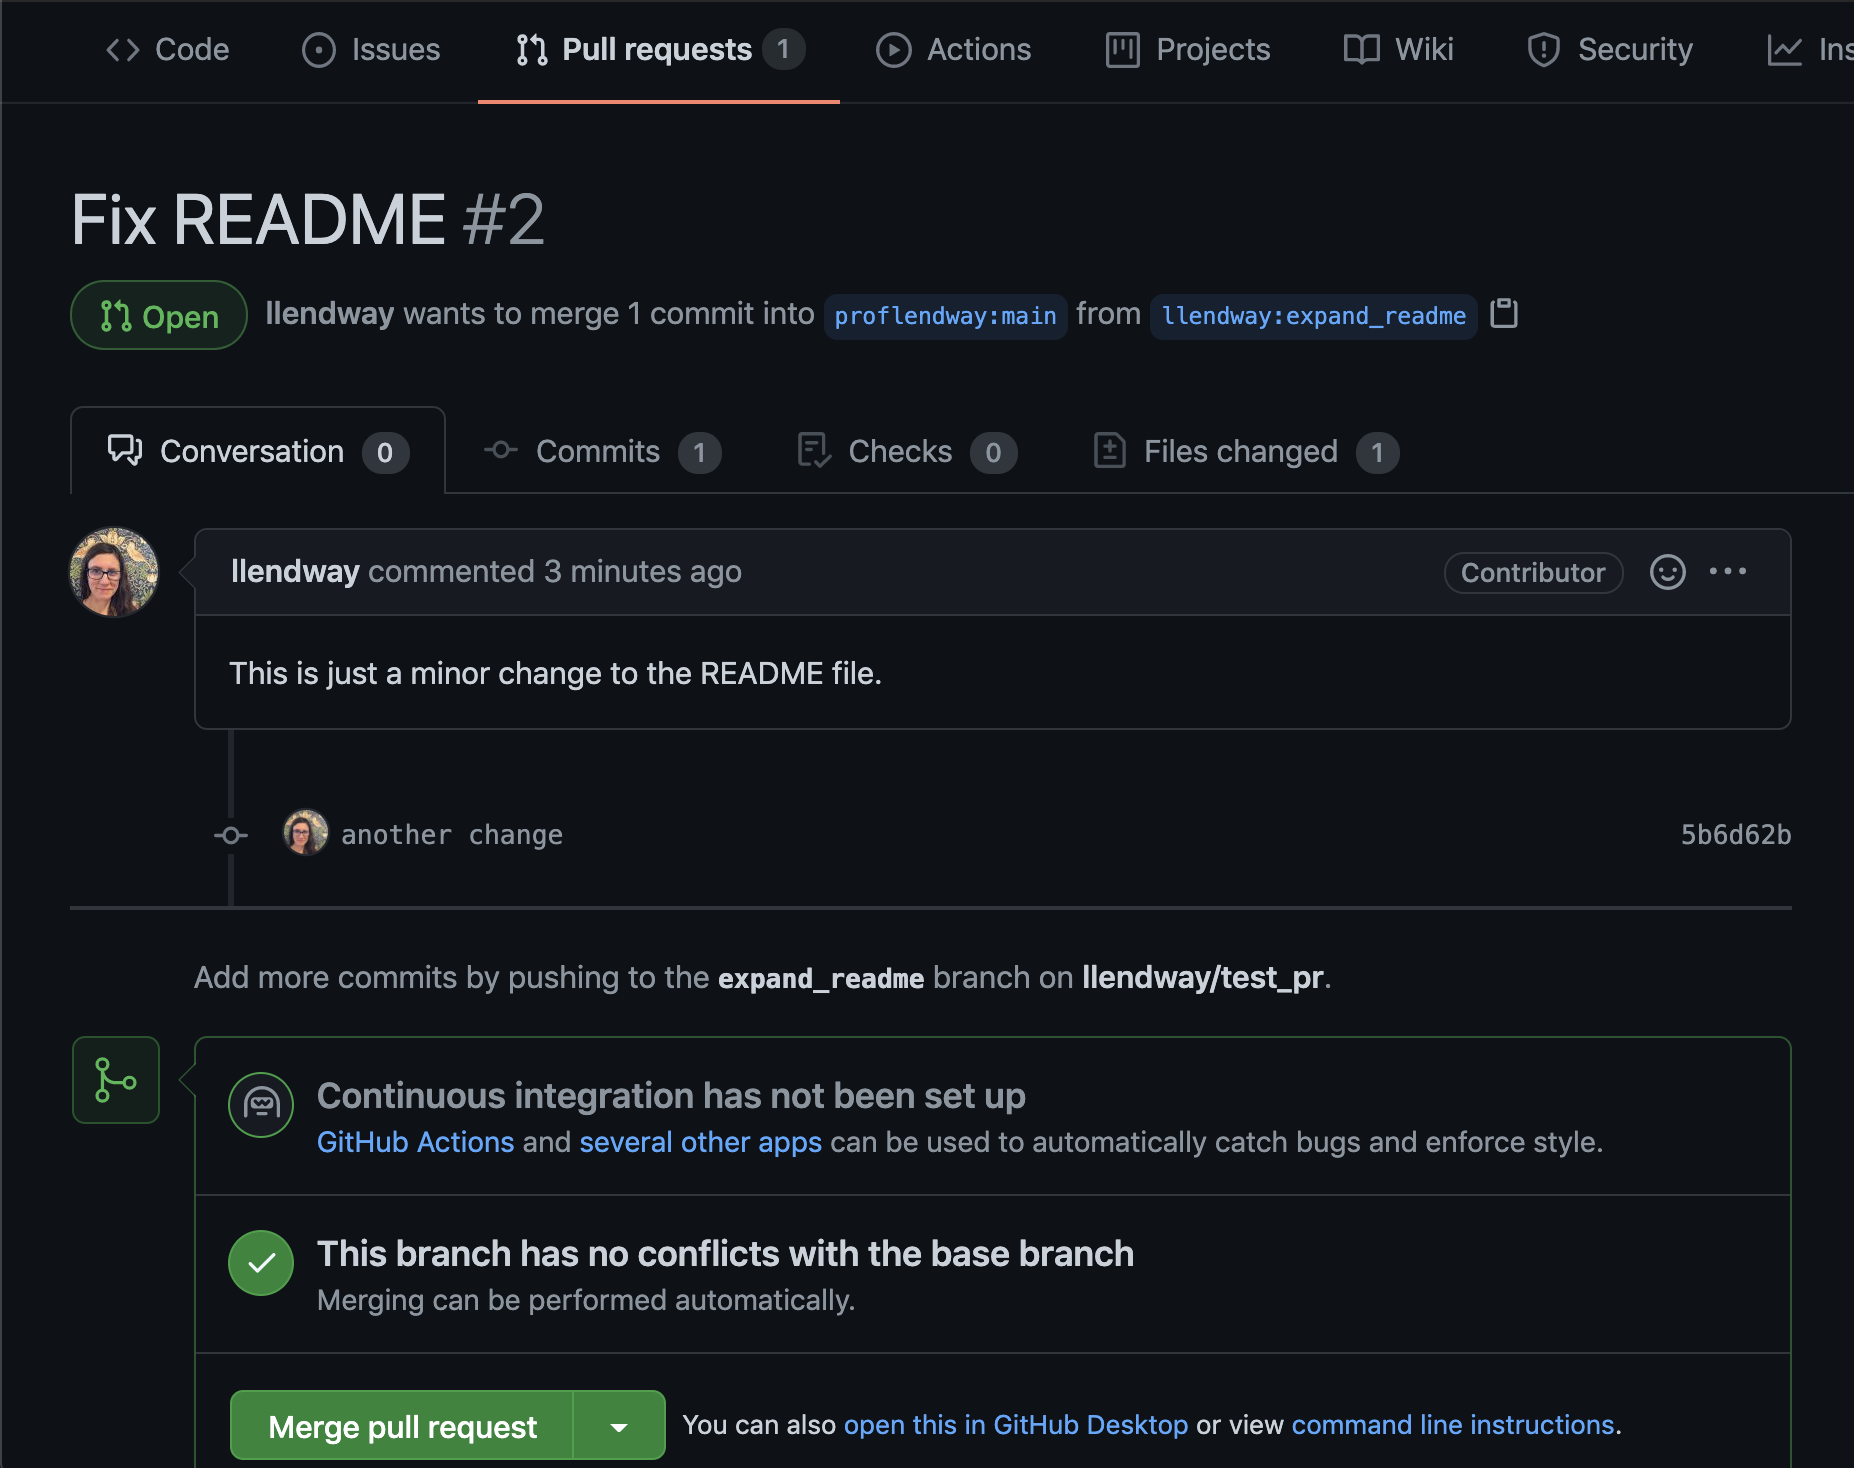 Code Issues Pull requests 1 Actions Projects Wiki Security Ins
Fix README #2
Open llendway wants to merge 1 commit into proflendway:main from llendway:expand_readme
Conversation 0 Commits 1 Checks 0 Files changed 1
llendway commented 3 minutes ago Contributor
This is just a minor change to the README file.
another change 5b6d62b
Add more commits by pushing to the expand_readme branch on llendway/test_pr.
Continuous integration has not been set up
GitHub Actions and several other apps can be used to automatically catch bugs and enforce style.
This branch has no conflicts with the base branch
Merging can be performed automatically.
Merge pull request You can also open this in GitHub Desktop or view command line instructions.